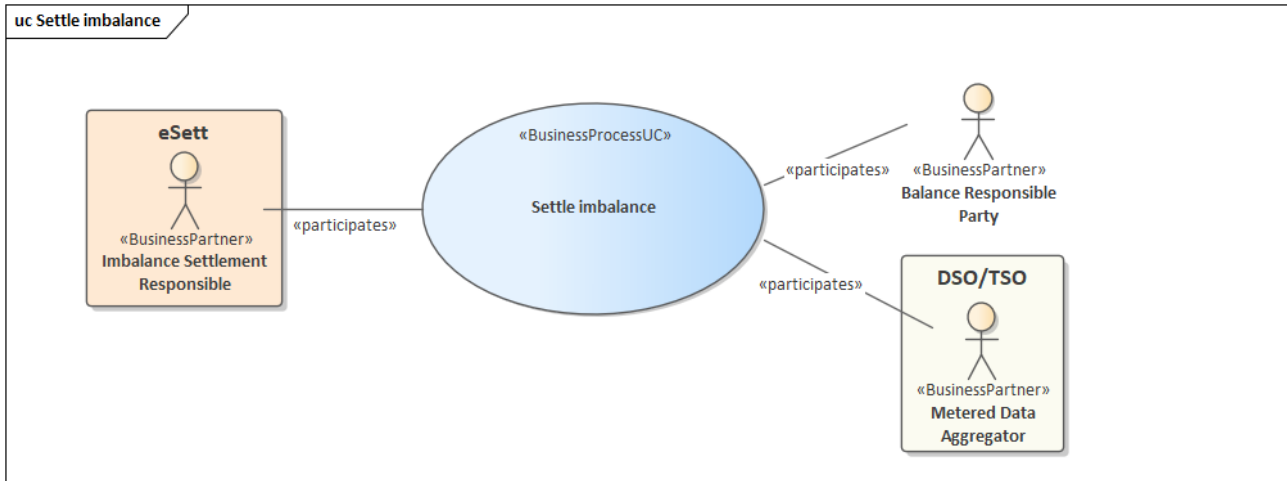 uc Settle imbalance
eSett
«BusinessPartner»
Imbalance Settlement
Responsible
«participates»
«BusinessProcessUC»
Settle imbalance
«participates»
«BusinessPartner»
Balance Responsible
Party
«participates»
DSO/TSO
«BusinessPartner»
Metered Data
Aggregator